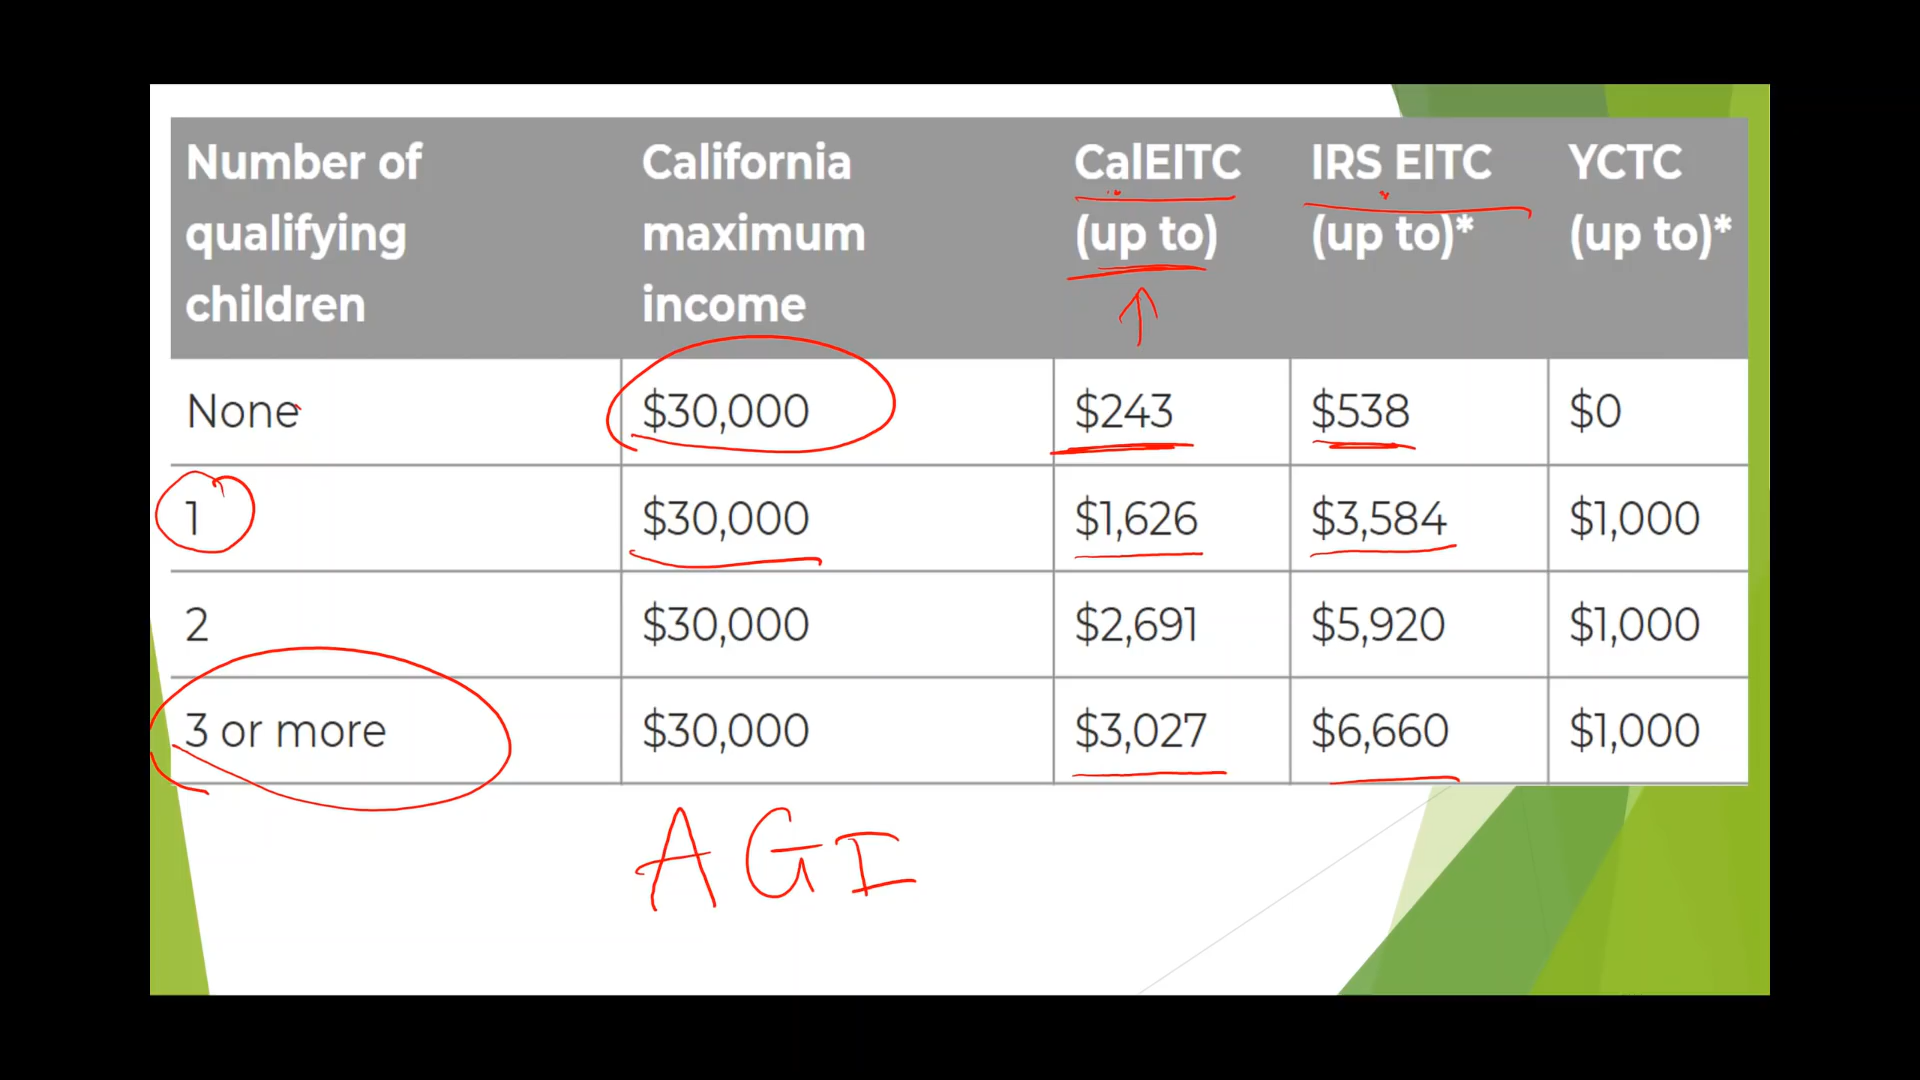 Number of qualifying children California maximum income CalEITC (up to) IRS EITC (up to)* YCTC (up to)*
None $30,000 $243 $538 $0
1 $30,000 $1,626 $3,584 $1,000
2 $30,000 $2,691 $5,920 $1,000
3 or more $30,000 $3,027 $6,660 $1,000
AGI